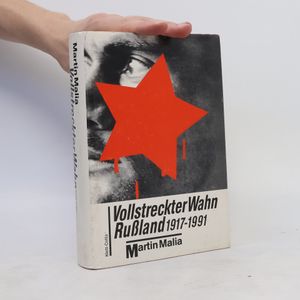 Martin Malia
Vollstreckter Wahn
Klett-Cotta
Vollstreckter Wahn
Rußland 1917-1991
Martin Malia